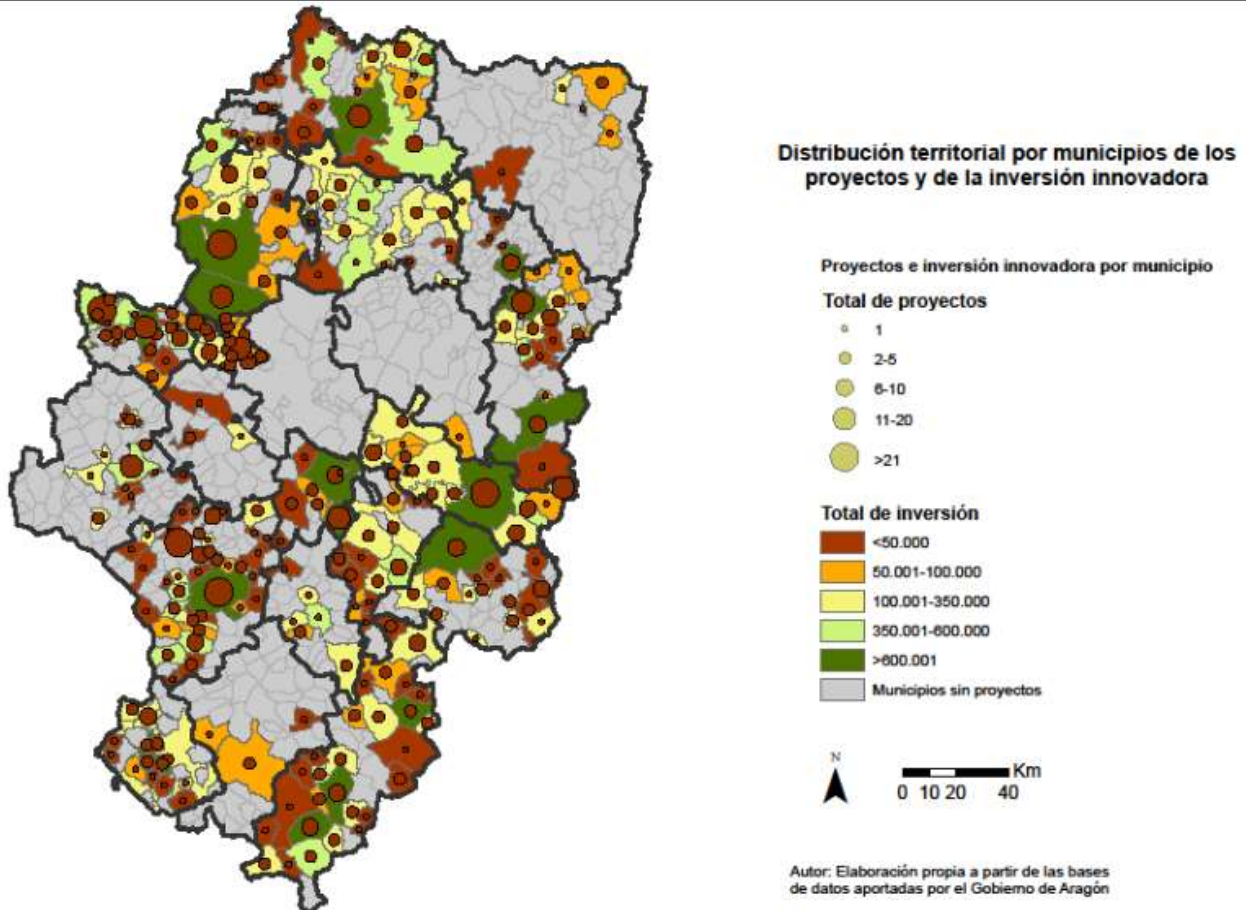 Distribución territorial por municipios de los
proyectos y de la inversión innovadora
Proyectos e inversión innovadora por municipio
Total de proyectos
1
2-5
6-10
11-20
>21
Total de inversión
<50.000
50.001-100.000
100.001-350.000
350.001-600.000
>600.001
Municipios sin proyectos
N
Km
0 10 20 40
Autor: Elaboración propia a partir de las bases
de datos aportadas por el Gobierno de Aragón